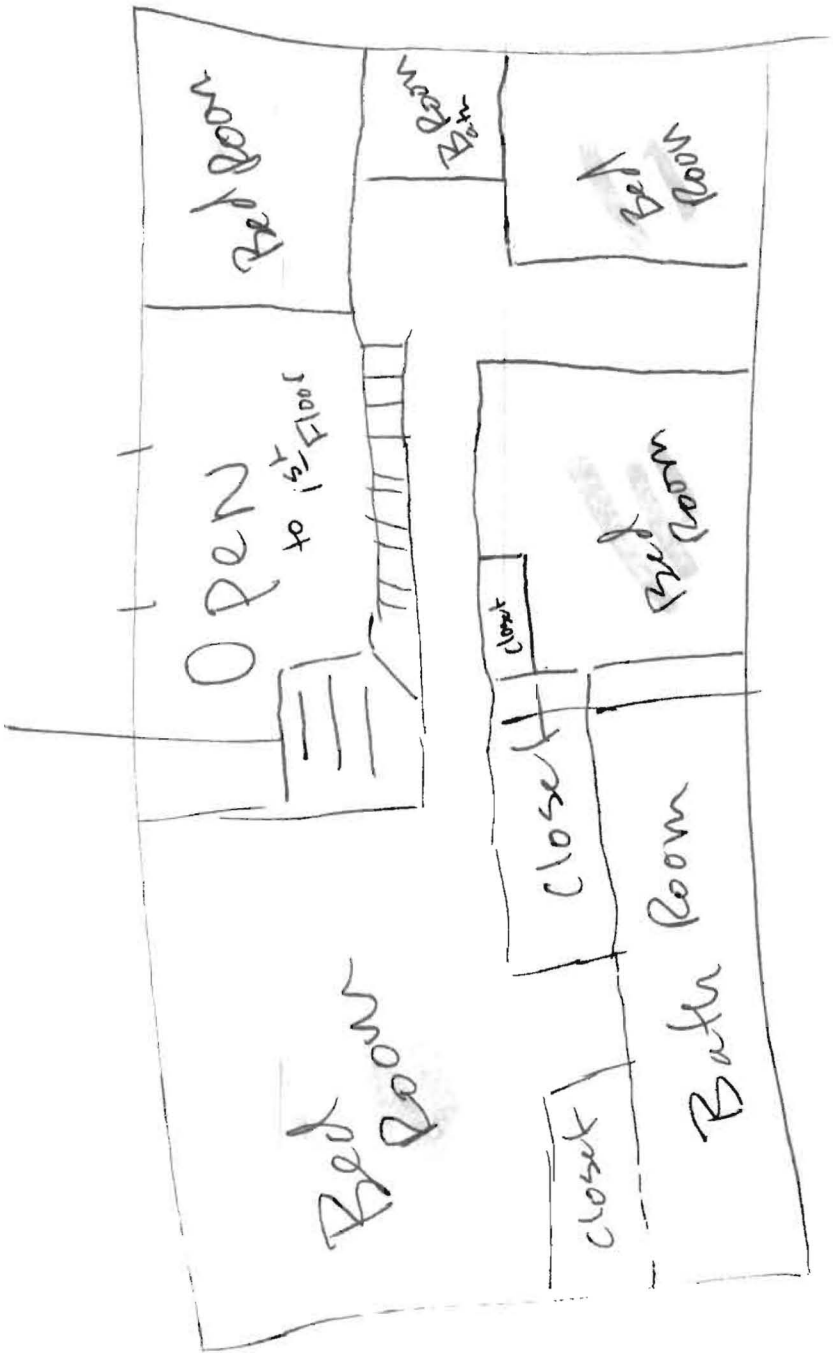 Bed Room
Room
Bath
Bed
Room
OPEN
to 1st Floor
Bed
Room
closet
closet
Bath Room
Bed
Room
closet